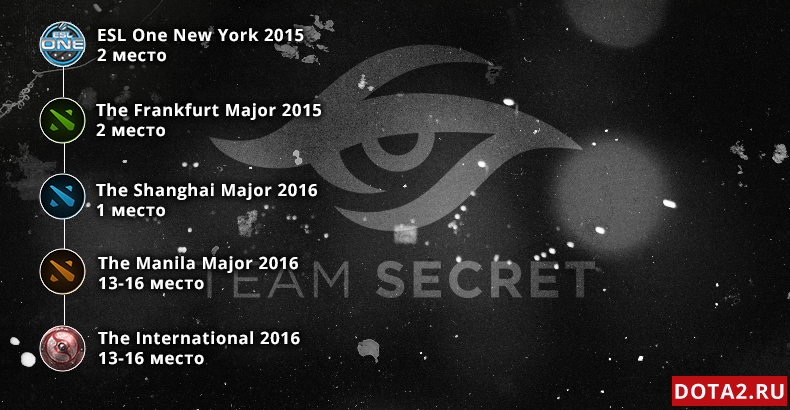 ESL One New York 2015
2 место
The Frankfurt Major 2015
2 место
The Shanghai Major 2016
1 место
The Manila Major 2016
13-16 место
The International 2016
13-16 место
ESL
ONE
TEAM SECRET
DOTA2.RU